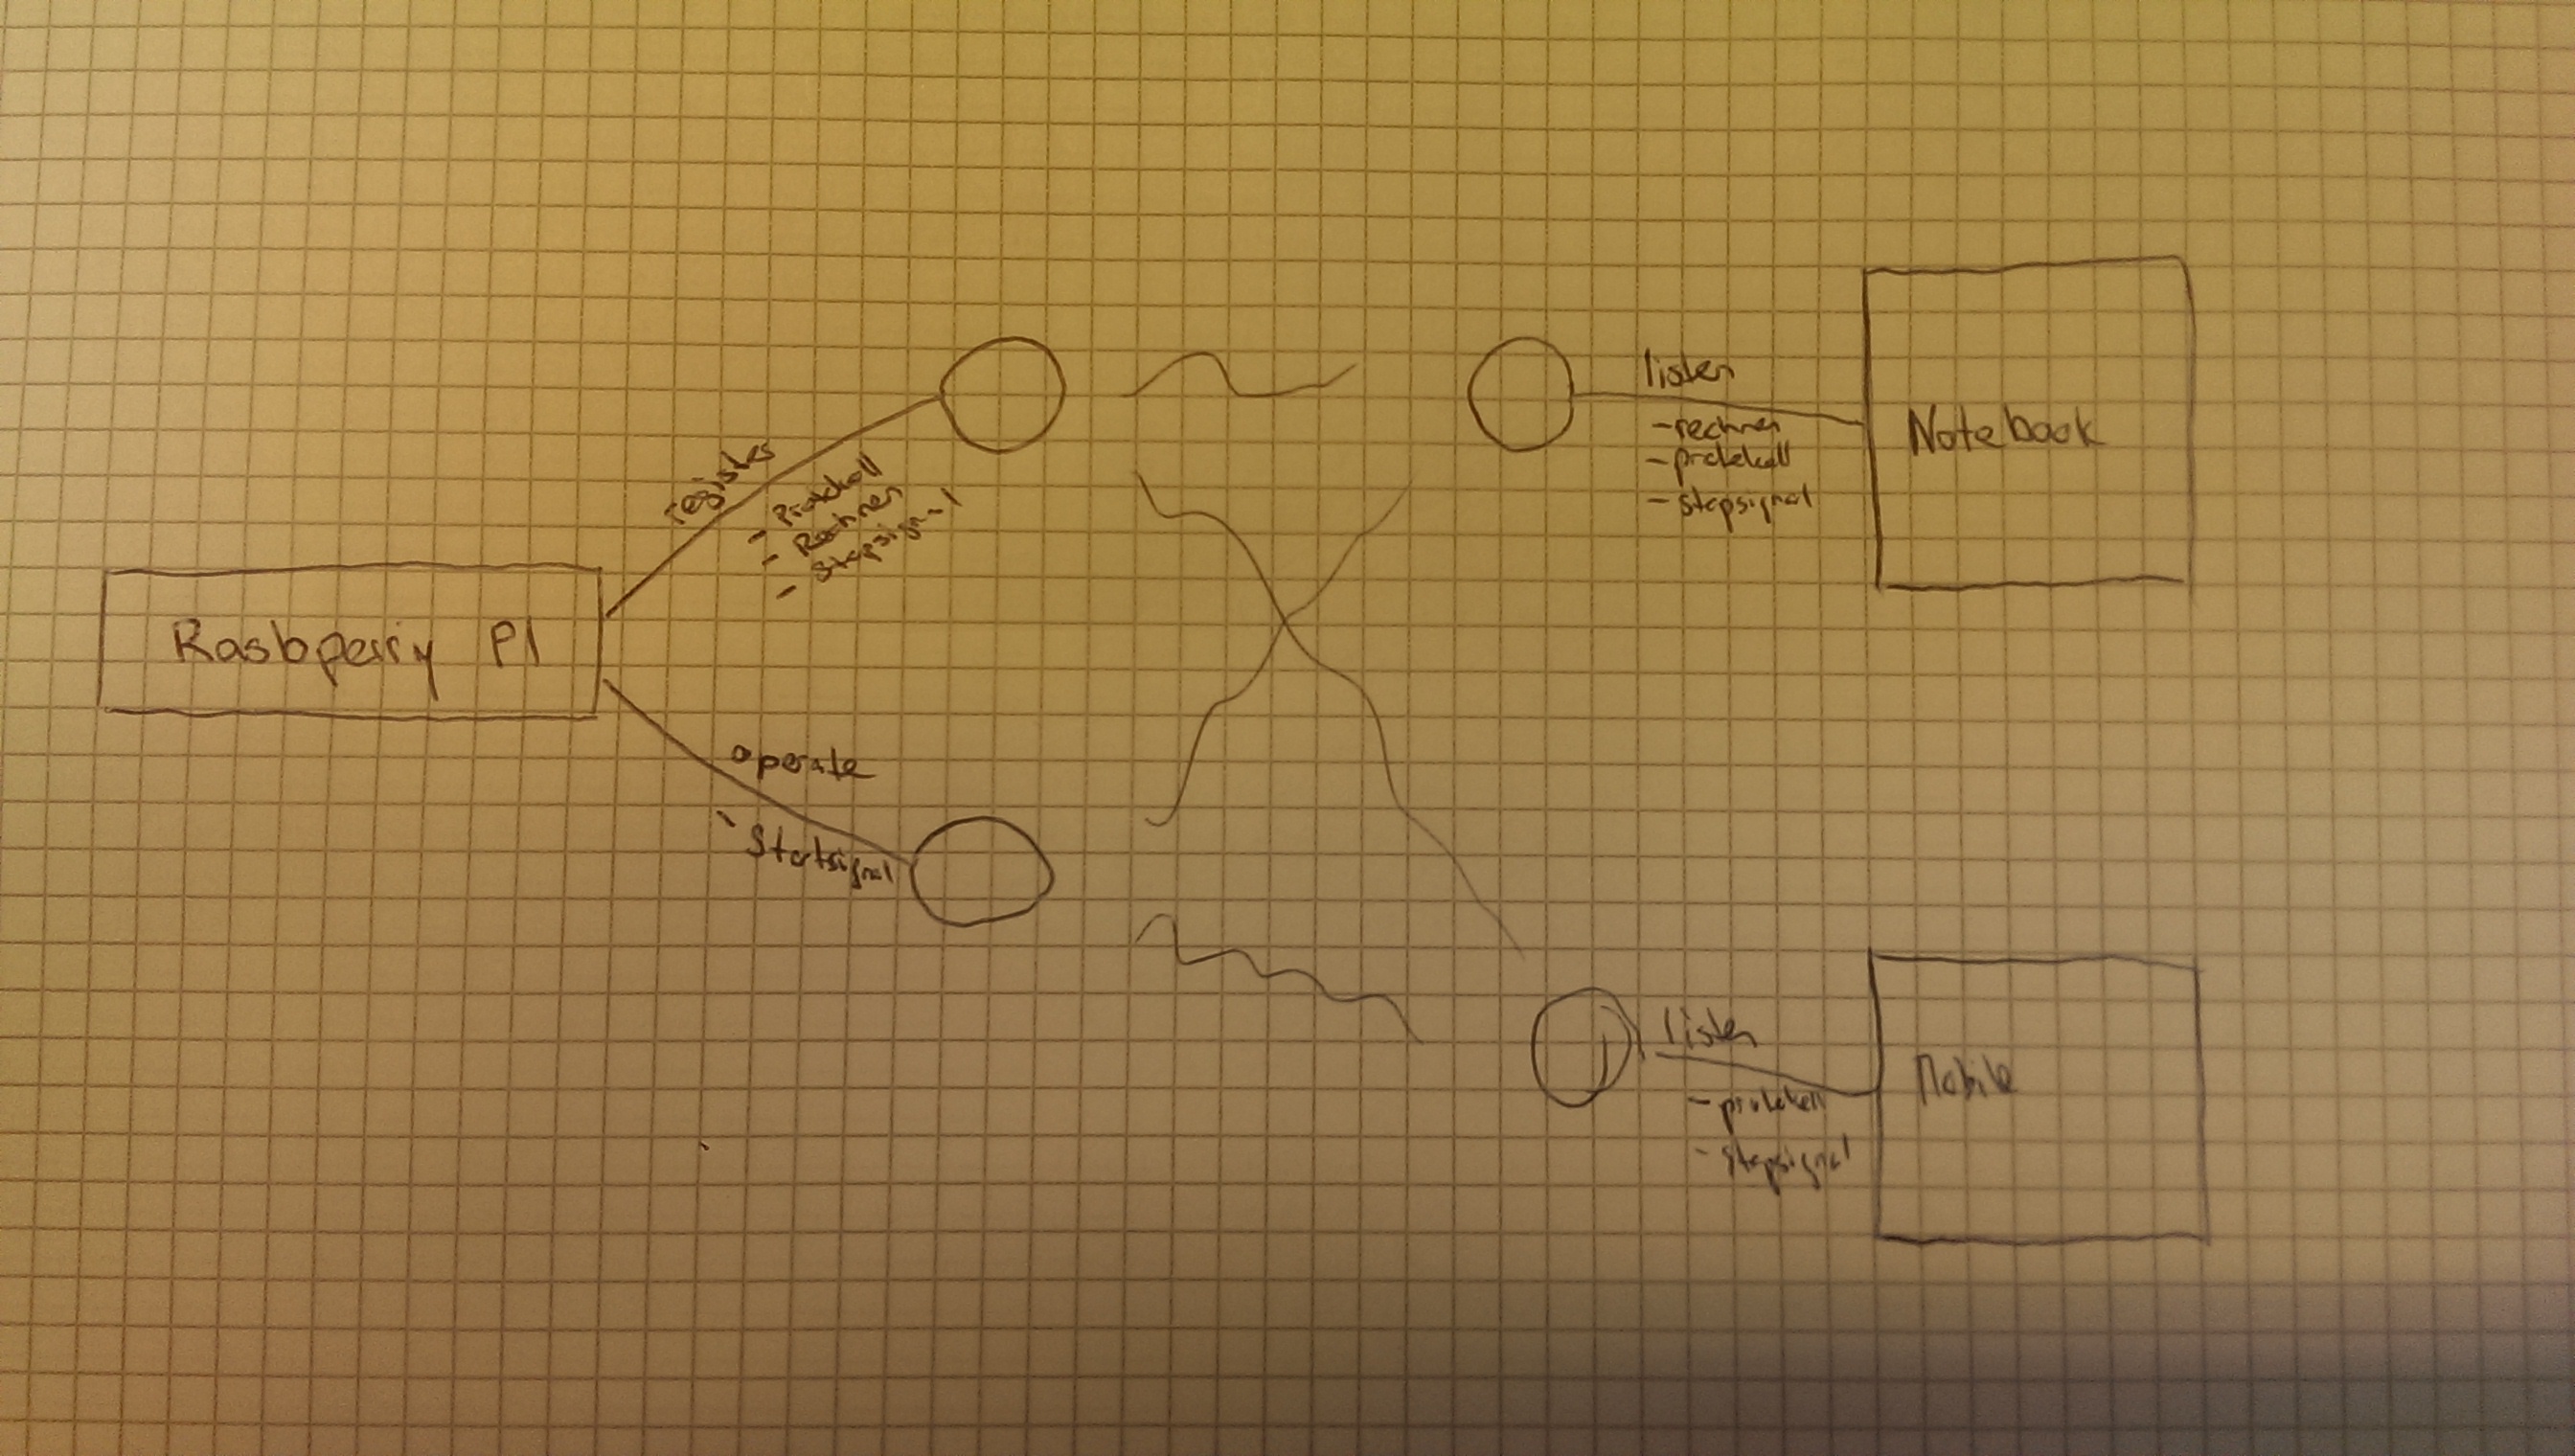 register
- Protokoll
- Rechner
- Stopsignal
Rasbperry PI
operate
- Startsignal
listen
- rechner
- protokoll
- stopsignal
Notebook
listen
- protokoll
- stopsignal
Mobile